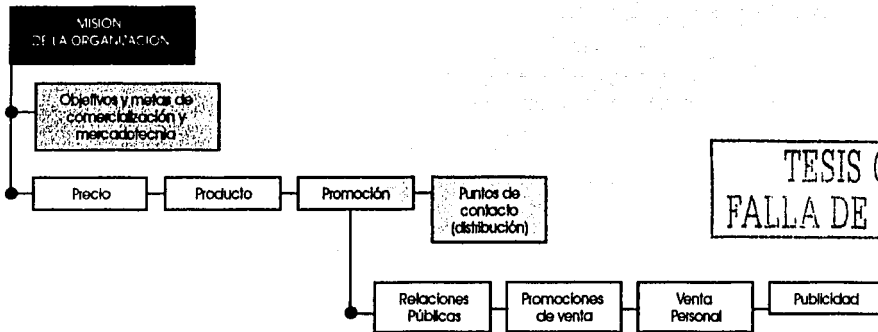 MISION
DE LA ORGANIZACION
Objetivos y metas de
comercialización y
mercadotecnia
Precio
Producto
Promoción
Puntos de
contacto
(distribución)
TESIS
FALLA DE
Relaciones
Públicas
Promociones
de venta
Venta
Personal
Publicidad